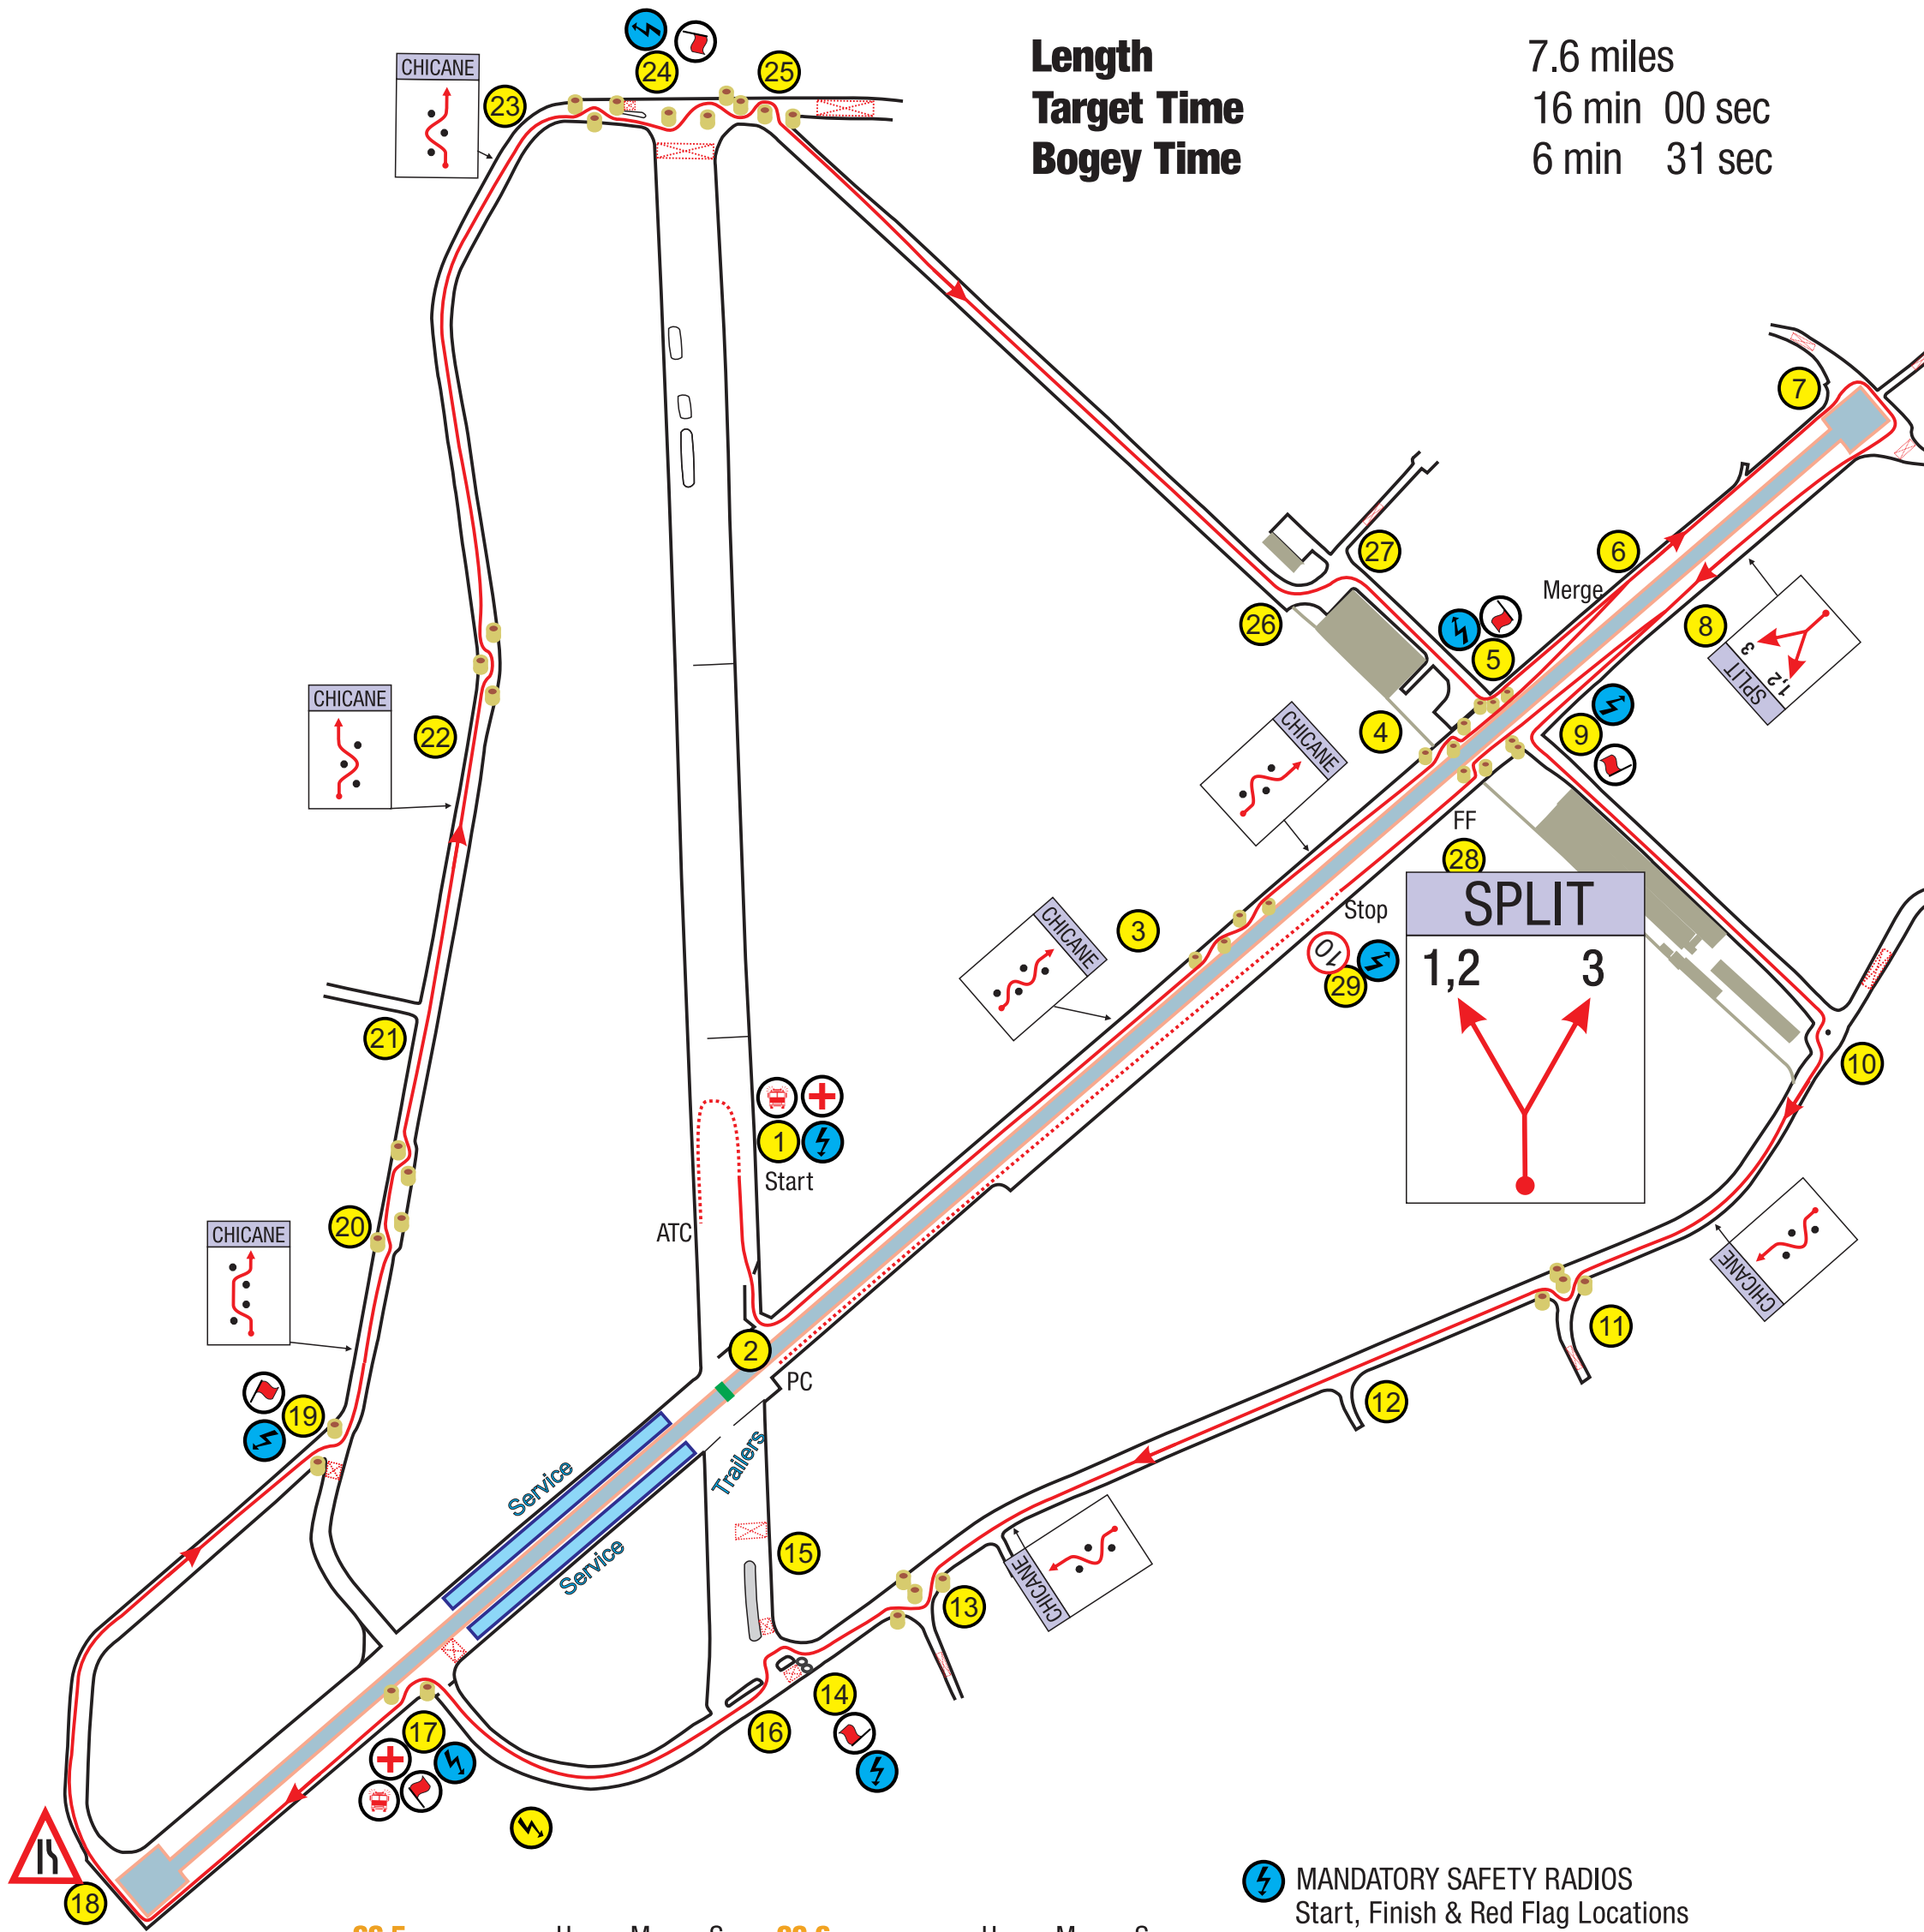 Length 7.6 miles
Target Time 16 min 00 sec
Bogey Time 6 min 31 sec
CHICANE
23
24
25
7
27
6
Merge
26
5
8
3
1,2
SPLIT
CHICANE
22
4
CHICANE
9
FF
28
SPLIT
1,2 3
3
CHICANE
Stop
10
29
21
10
1
Start
ATC
20
CHICANE
CHICANE
11
2
PC
12
19
Service
Trailers
Service
15
CHICANE
13
14
16
17
18
MANDATORY SAFETY RADIOS
Start, Finish & Red Flag Locations